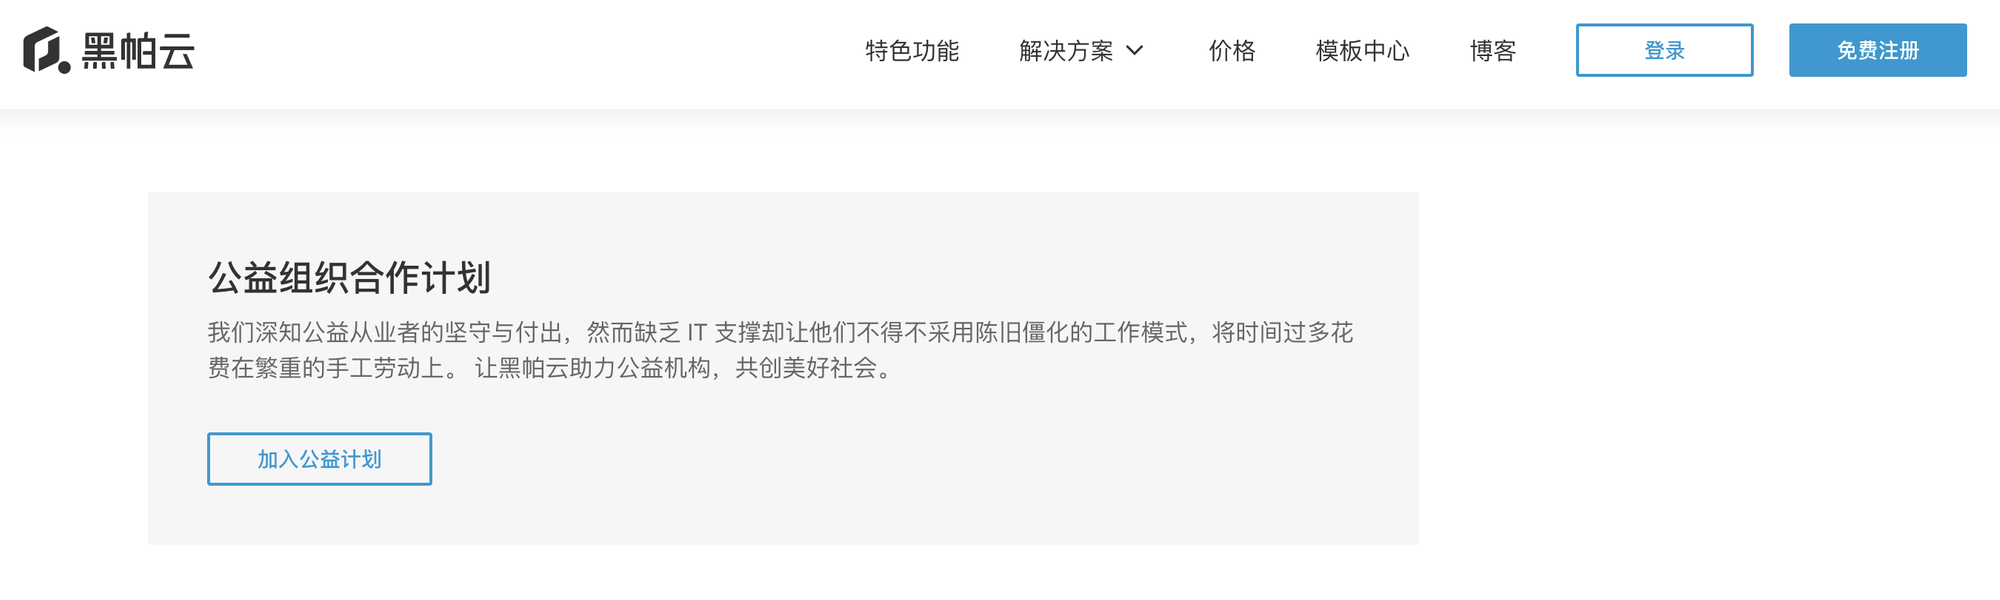 黑帕云
特色功能 解决方案 价格 模板中心 博客 登录 免费注册
公益组织合作计划
我们深知公益从业者的坚守与付出，然而缺乏 IT 支撑却让他们不得不采用陈旧僵化的工作模式，将时间过多花
费在繁重的手工劳动上。 让黑帕云助力公益机构，共创美好社会。
加入公益计划